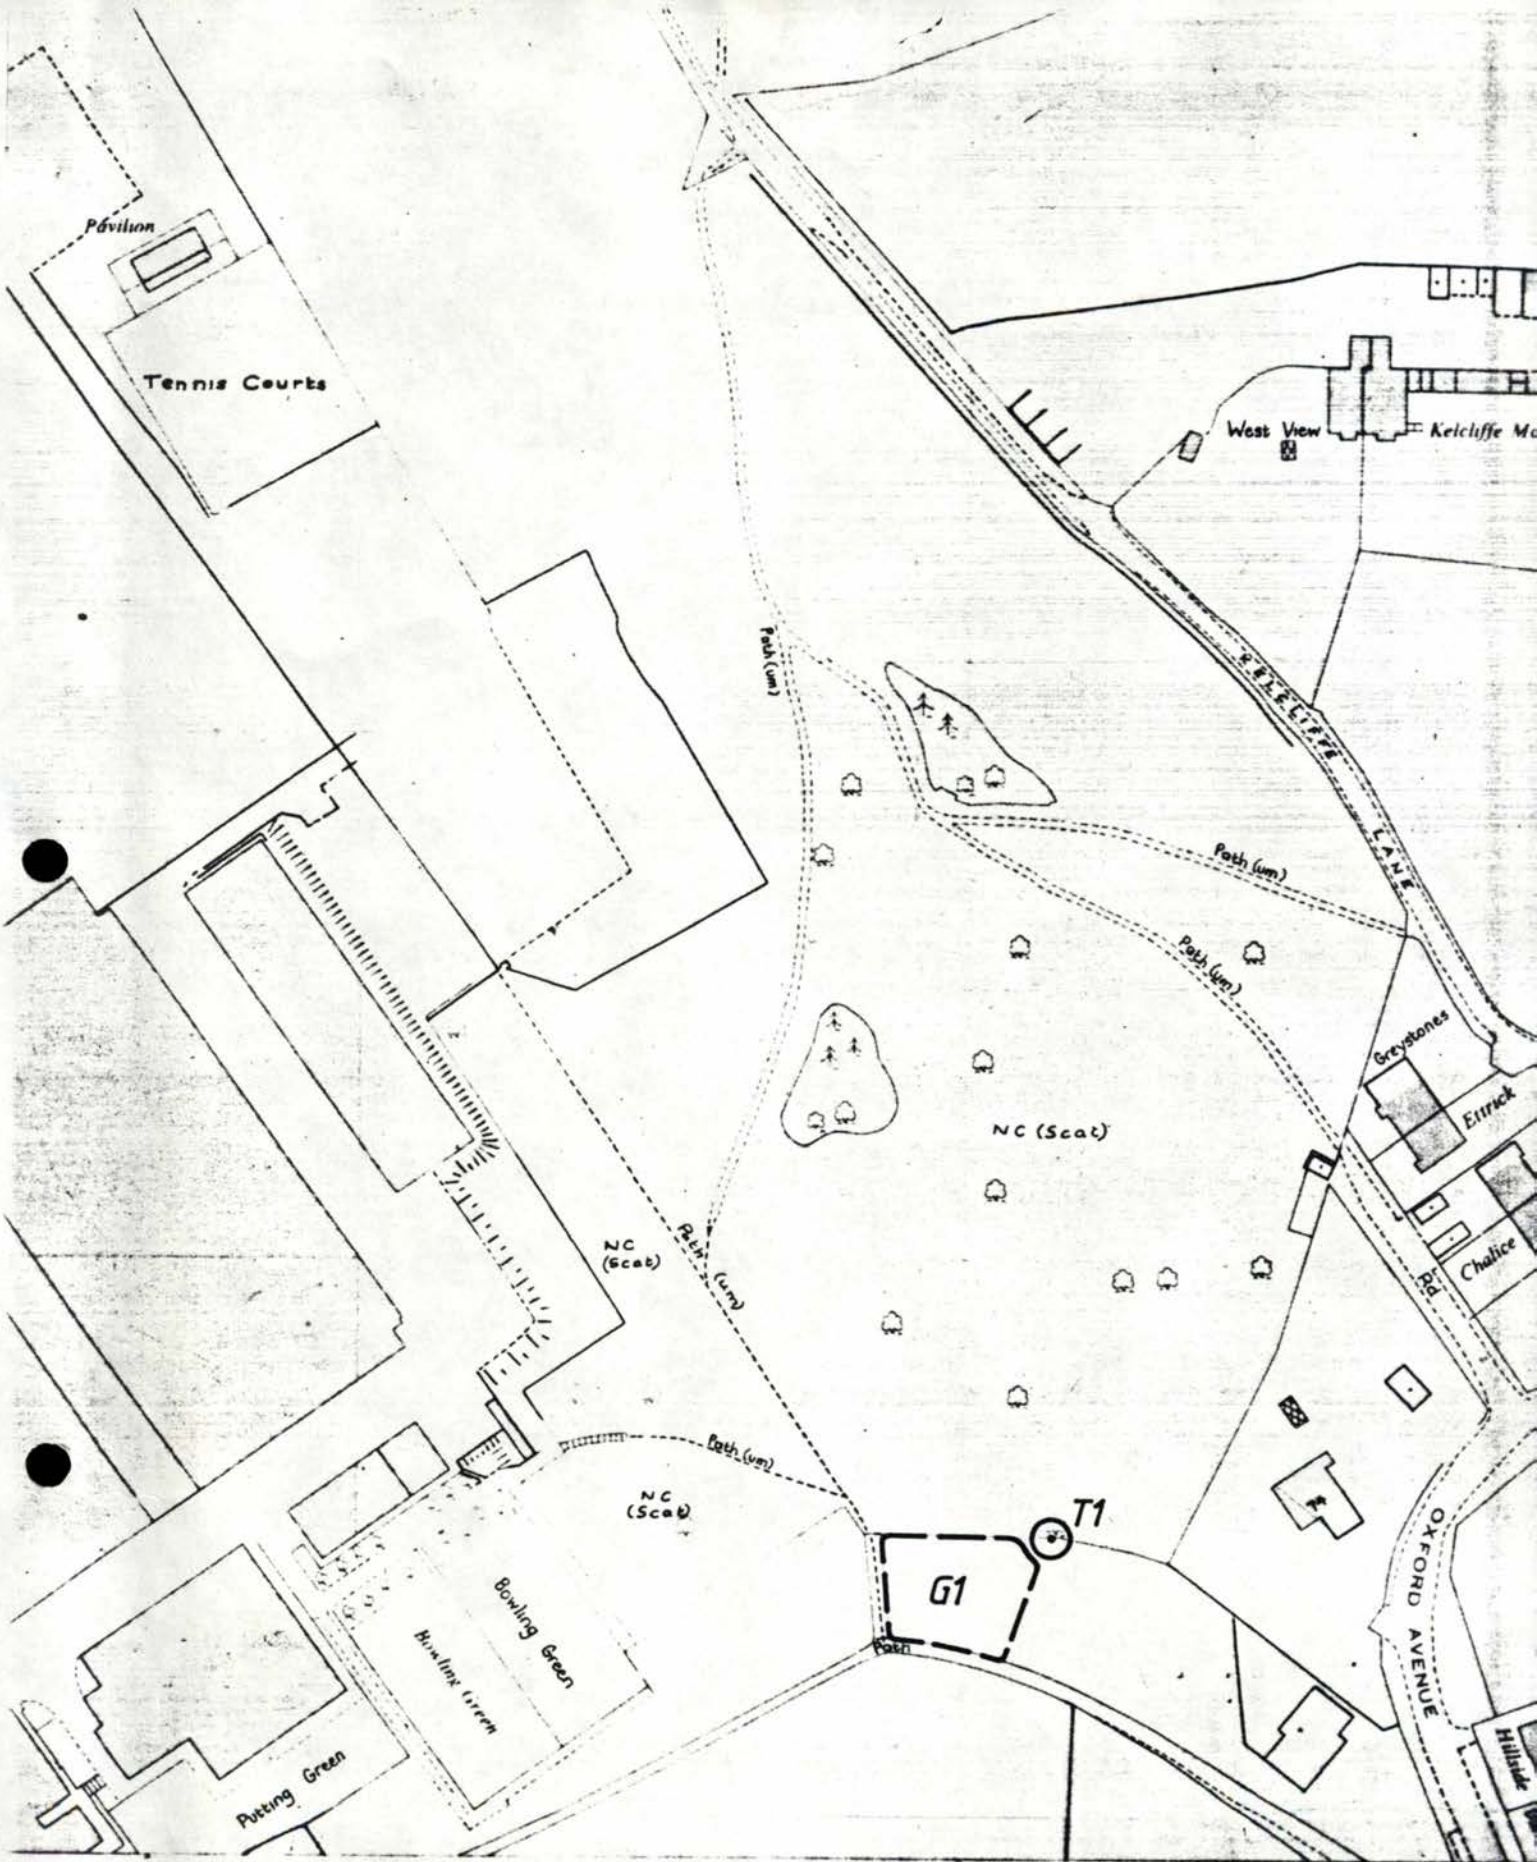 Pavilion
Tennis Courts
West View
Kelcliffe
Path (um)
KELCLIFFE LANE
Path (um)
Path (um)
Greystones
Ettrick
NC (Scat)
Chalice
NC
(Scat)
Path (um)
Rd
Path (um)
NC
(Scat)
T1
G1
OXFORD AVENUE
Path
Bowling Green
Bowling Green
Putting Green
Hillside